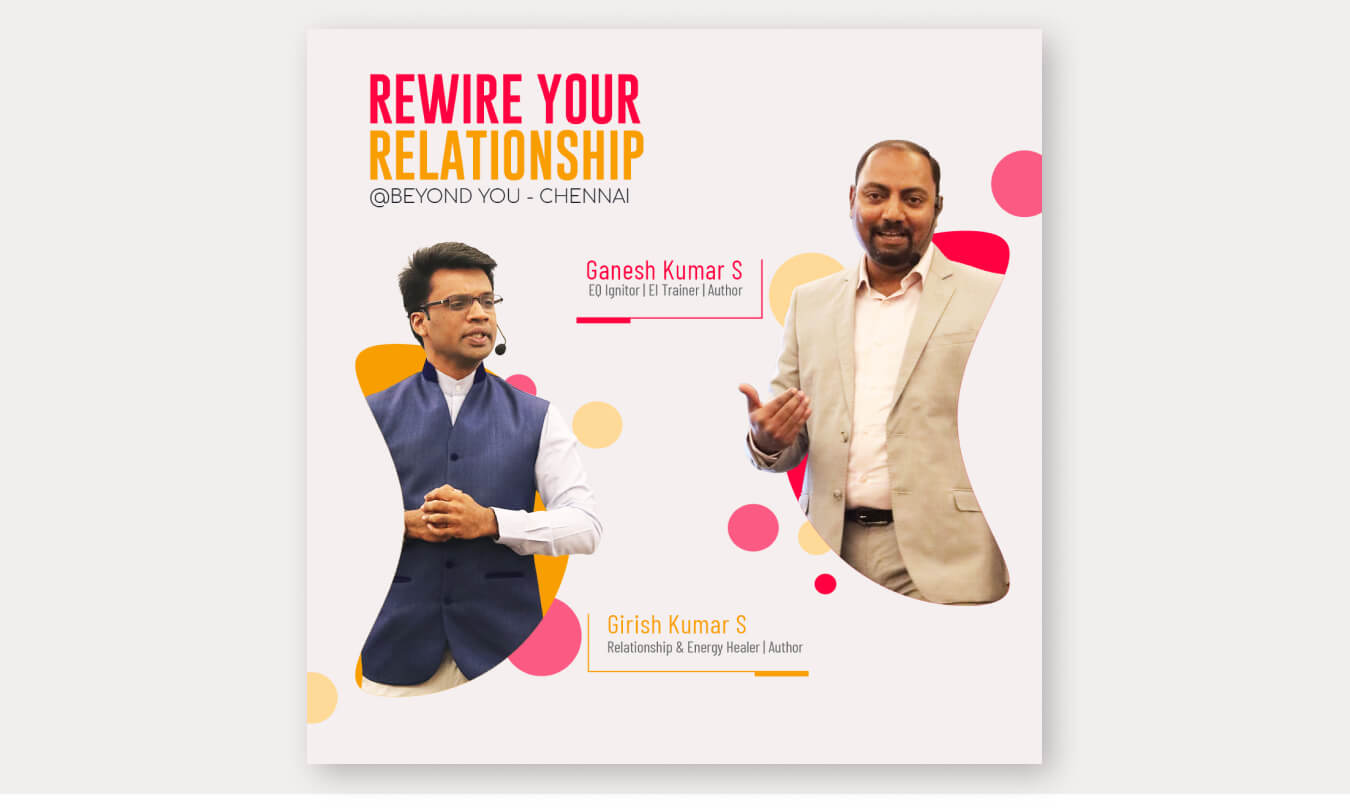 REWIRE YOUR
RELATIONSHIP
@BEYOND YOU - CHENNAI
Ganesh Kumar S
EQ Ignitor | EI Trainer | Author
Girish Kumar S
Relationship & Energy Healer | Author